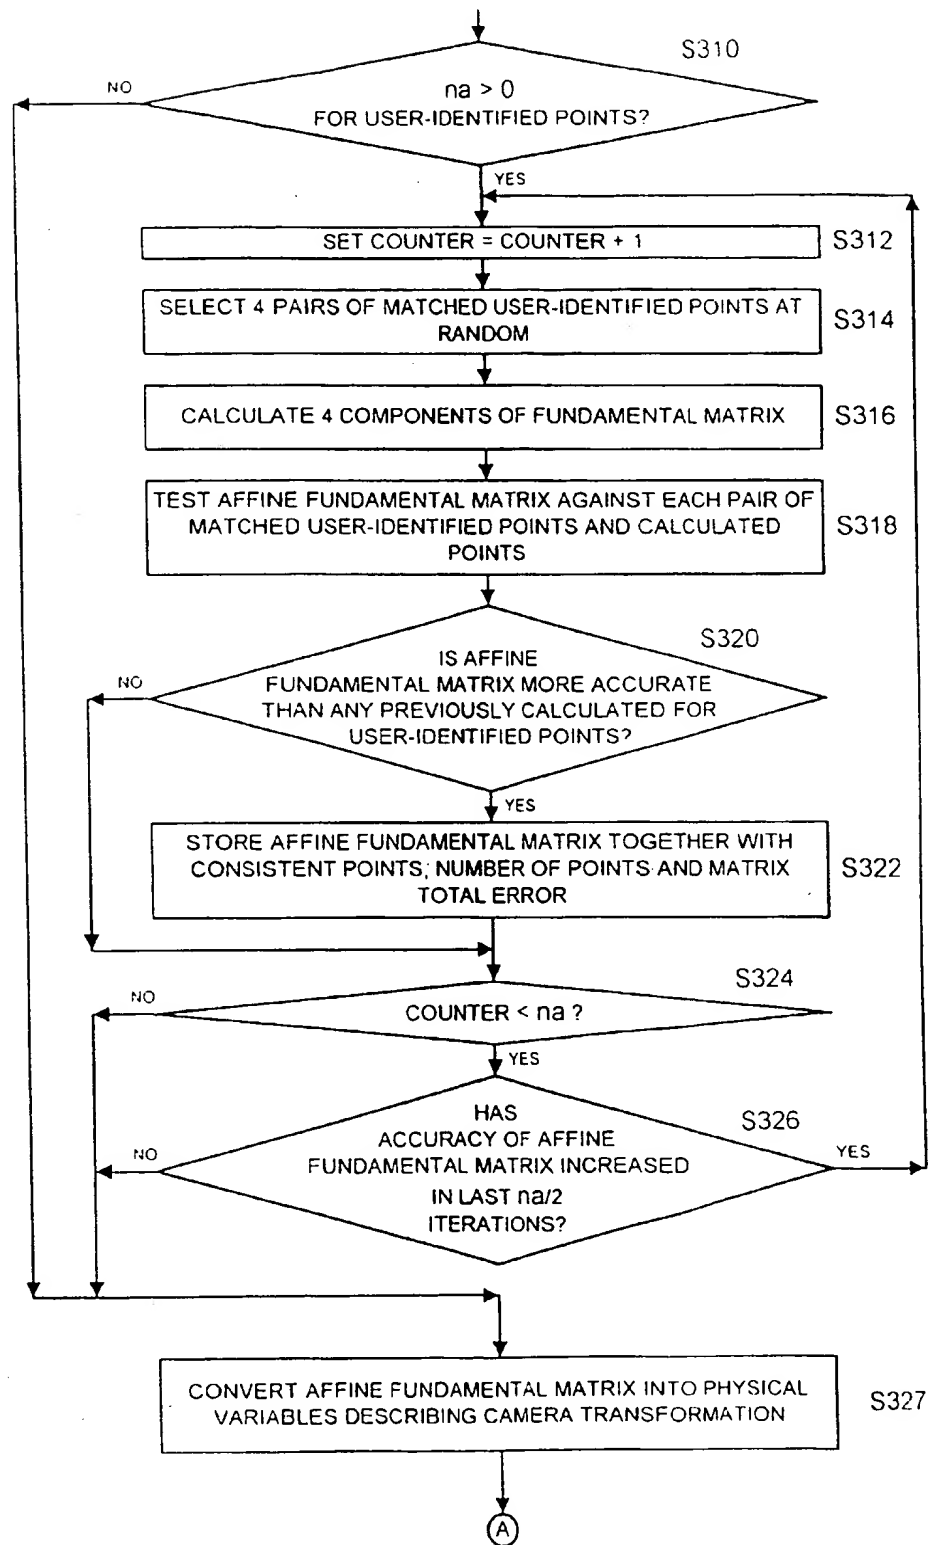 S310
NO
na > 0
FOR USER-IDENTIFIED POINTS?
YES
SET COUNTER = COUNTER + 1
S312
SELECT 4 PAIRS OF MATCHED USER-IDENTIFIED POINTS AT
RANDOM
S314
CALCULATE 4 COMPONENTS OF FUNDAMENTAL MATRIX
S316
TEST AFFINE FUNDAMENTAL MATRIX AGAINST EACH PAIR OF
MATCHED USER-IDENTIFIED POINTS AND CALCULATED
POINTS
S318
S320
NO
IS AFFINE
FUNDAMENTAL MATRIX MORE ACCURATE
THAN ANY PREVIOUSLY CALCULATED FOR
USER-IDENTIFIED POINTS?
YES
STORE AFFINE FUNDAMENTAL MATRIX TOGETHER WITH
CONSISTENT POINTS; NUMBER OF POINTS AND MATRIX
TOTAL ERROR
S322
S324
NO
COUNTER < na ?
YES
S326
HAS
ACCURACY OF AFFINE
FUNDAMENTAL MATRIX INCREASED
IN LAST na/2
ITERATIONS?
NO
YES
CONVERT AFFINE FUNDAMENTAL MATRIX INTO PHYSICAL
VARIABLES DESCRIBING CAMERA TRANSFORMATION
S327
A